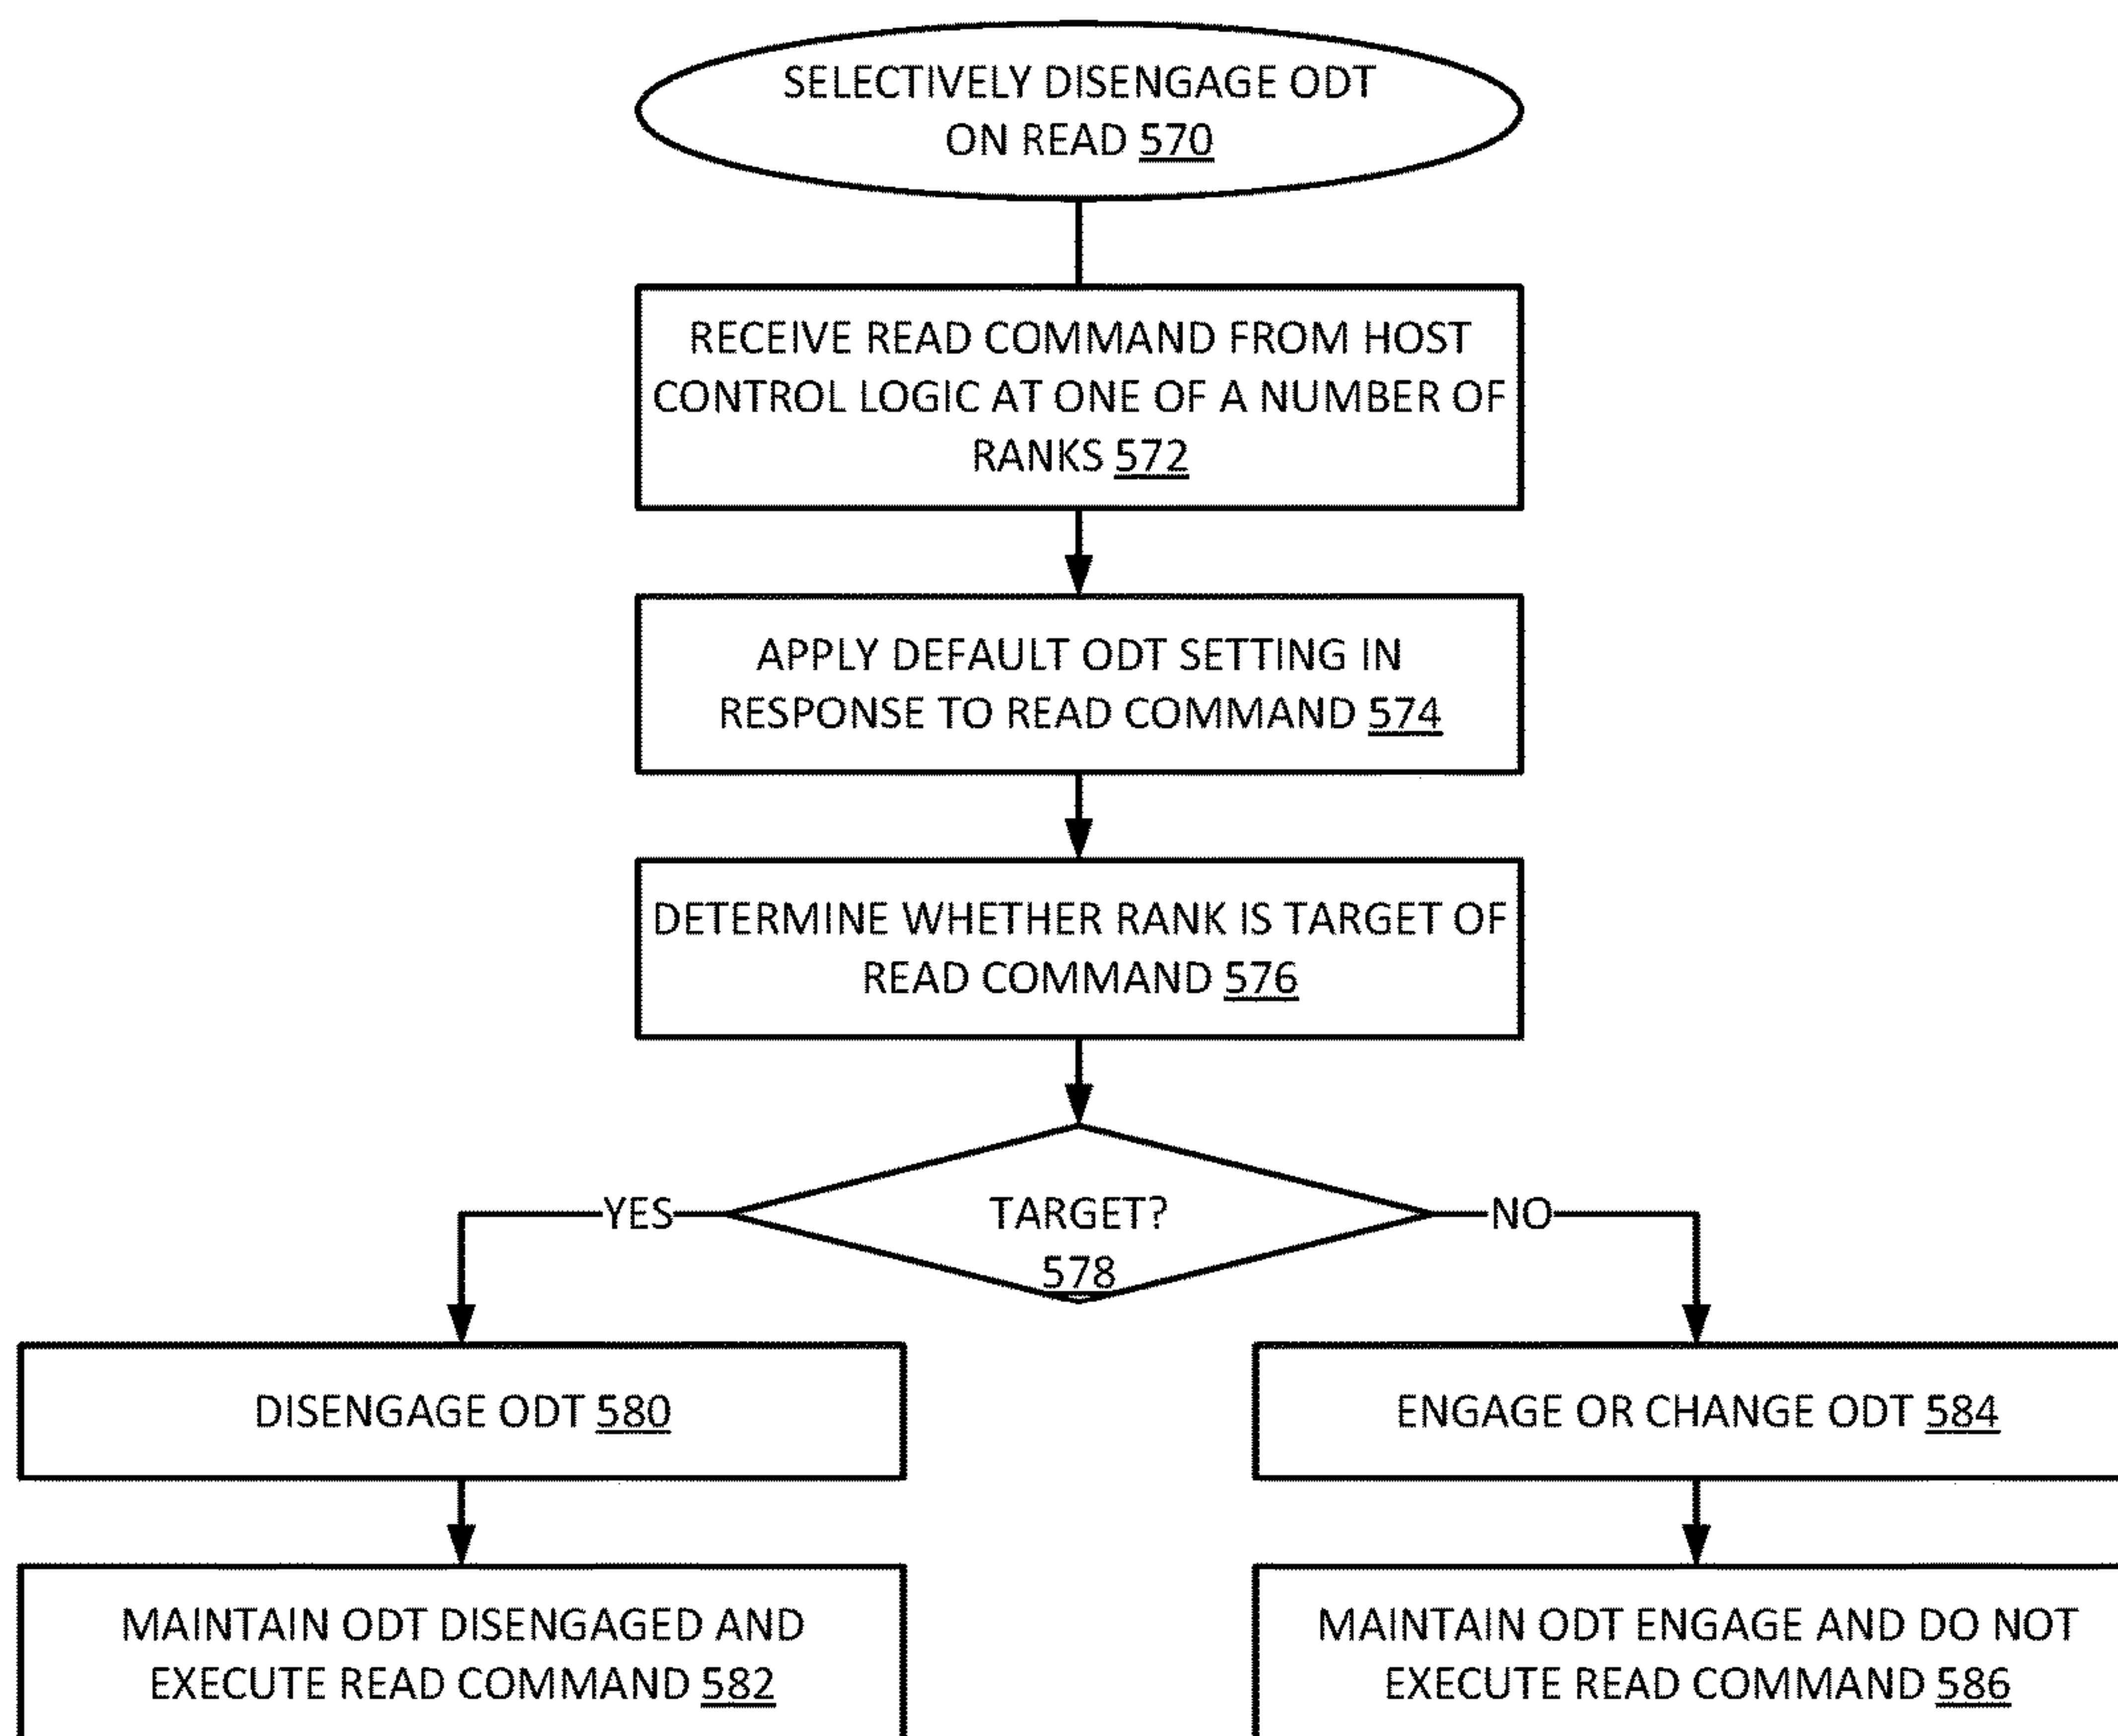 SELECTIVELY DISENGAGE ODT
ON READ 570
RECEIVE READ COMMAND FROM HOST
CONTROL LOGIC AT ONE OF A NUMBER OF
RANKS 572
APPLY DEFAULT ODT SETTING IN
RESPONSE TO READ COMMAND 574
DETERMINE WHETHER RANK IS TARGET OF
READ COMMAND 576
YES
TARGET?
578
NO
DISENGAGE ODT 580
ENGAGE OR CHANGE ODT 584
MAINTAIN ODT DISENGAGED AND
EXECUTE READ COMMAND 582
MAINTAIN ODT ENGAGE AND DO NOT
EXECUTE READ COMMAND 586